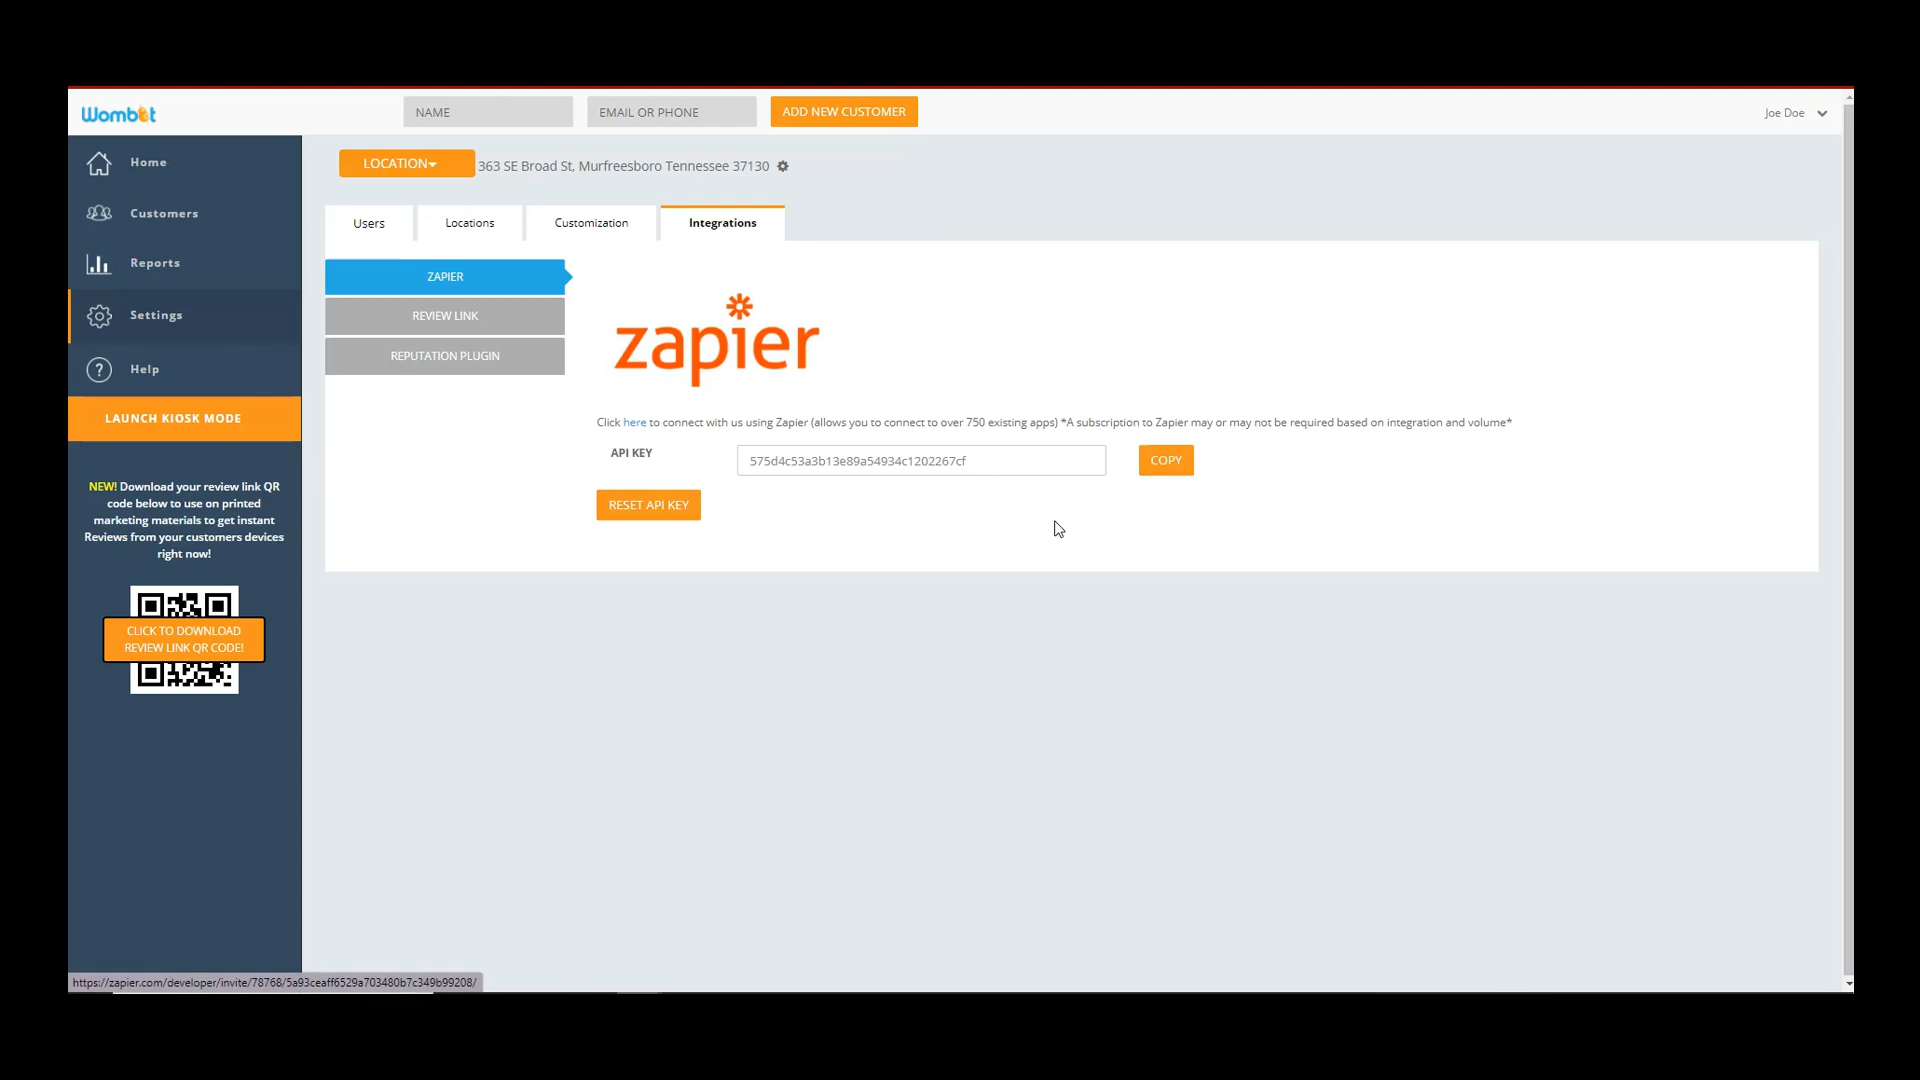 Wombot
NAME
EMAIL OR PHONE
ADD NEW CUSTOMER
Joe Doe
Home
Customers
Reports
Settings
?
Help
LAUNCH KIOSK MODE
NEW! Download your review link QR
code below to use on printed
marketing materials to get instant
Reviews from your customers devices
right now!
CLICK TO DOWNLOAD
REVIEW LINK QR CODE!
LOCATION
363 SE Broad St, Murfreesboro Tennessee 37130
Users
Locations
Customization
Integrations
ZAPIER
REVIEW LINK
REPUTATION PLUGIN
zapier
Click here to connect with us using Zapier (allows you to connect to over 750 existing apps) *A subscription to Zapier may or may not be required based on integration and volume*
API KEY
575d4c53a3b13e89a54934c1202267cf
COPY
RESET API KEY
https://zapier.com/developer/invite/78768/5a93ceaff6529a703480b7c349b99208/